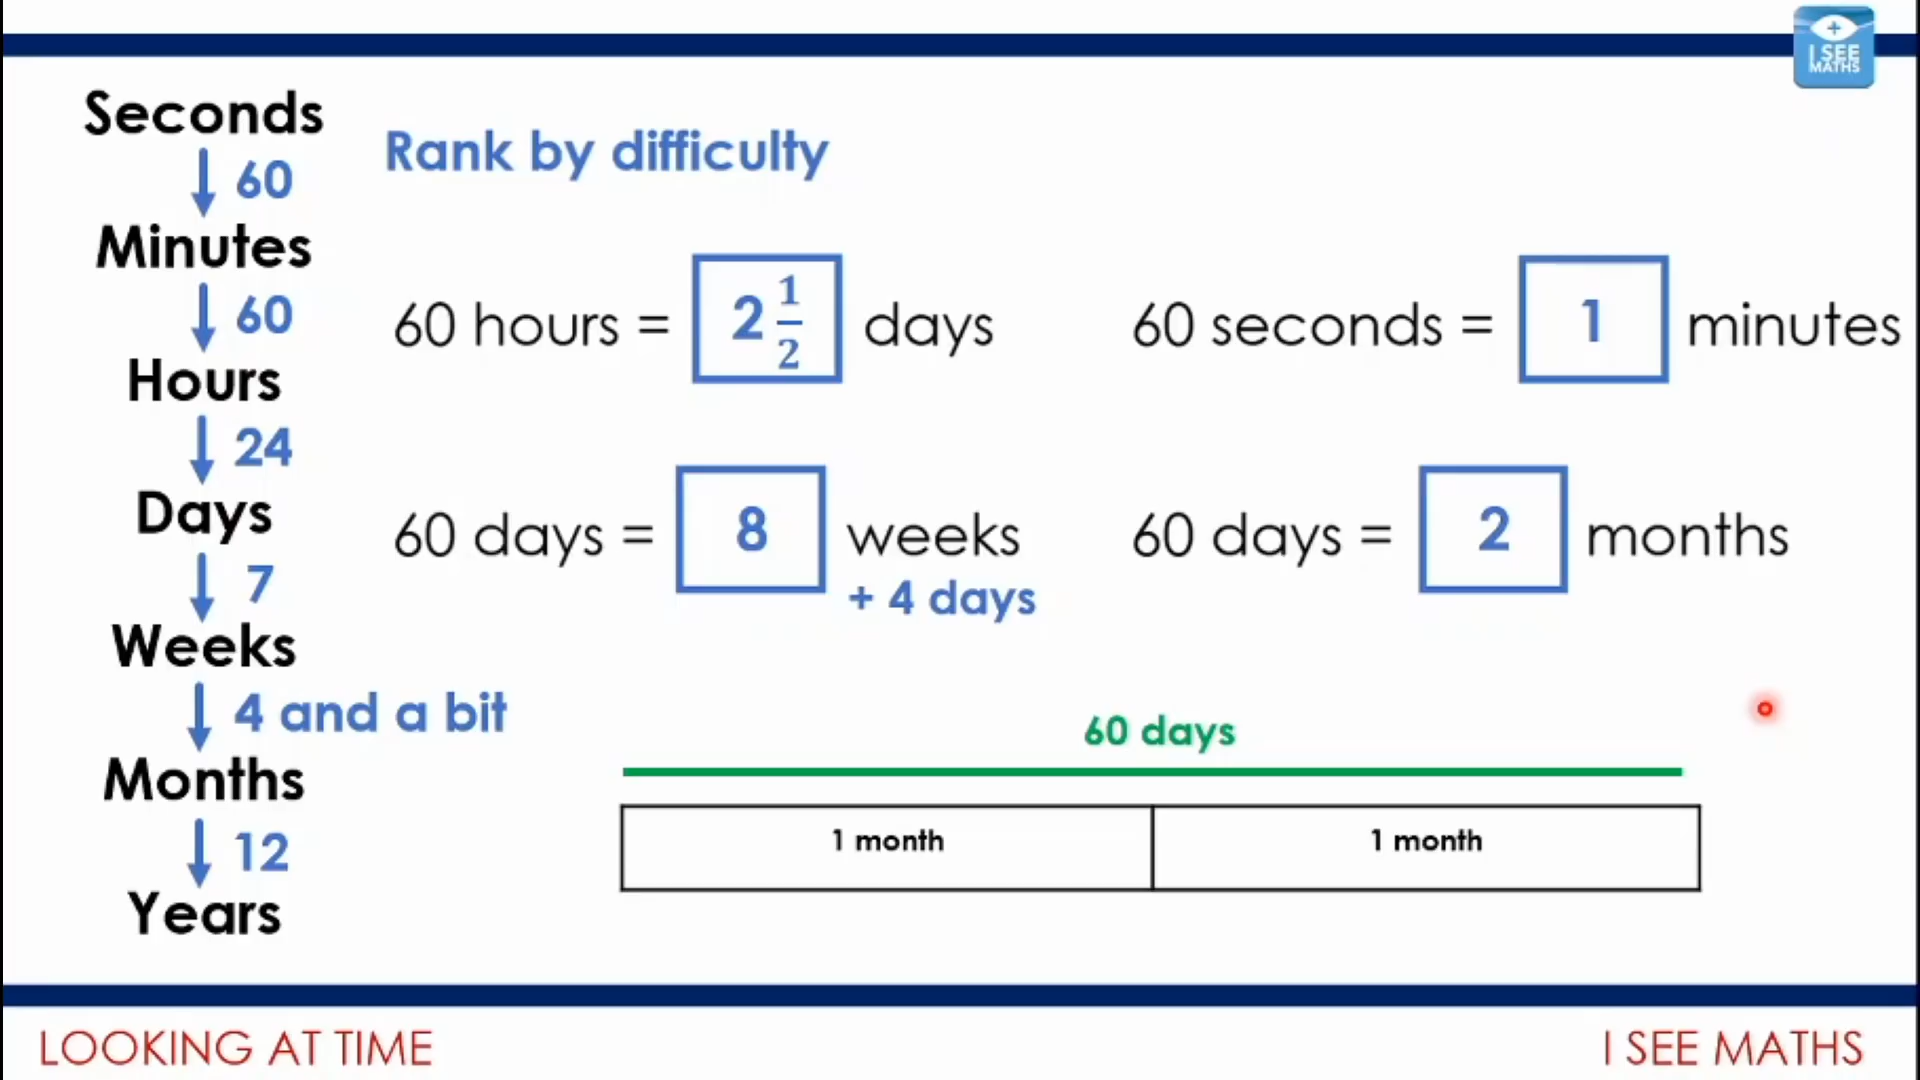 I SEE
MATHS
Seconds
60
Minutes
60
Hours
24
Days
7
Weeks
4 and a bit
Months
12
Years
Rank by difficulty
60 hours = 2 1/2 days
60 seconds = 1 minutes
60 days = 8 weeks
+ 4 days
60 days = 2 months
60 days
1 month
1 month
LOOKING AT TIME
I SEE MATHS